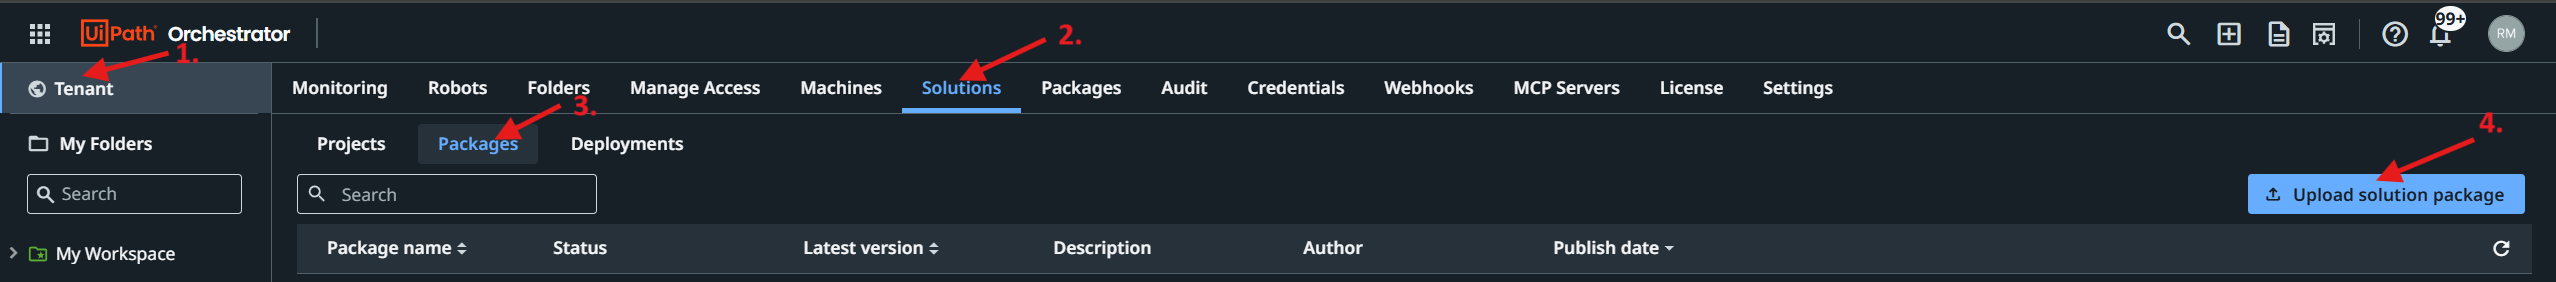 UiPath Orchestrator
99+
RM
1.
2.
Tenant
Monitoring Robots Folders Manage Access Machines Solutions Packages Audit Credentials Webhooks MCP Servers License Settings
3.
4.
My Folders
Projects Packages Deployments
Search
Search
Upload solution package
Package name Status Latest version Description Author Publish date
My Workspace